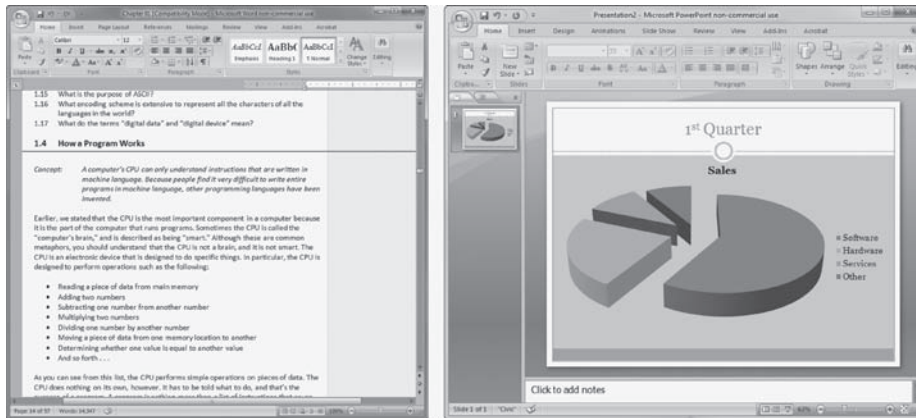 Chapter 01 [Compatibility Mode] - Microsoft Word non-commercial use
Home Insert Page Layout References Mailings Review View Add-Ins Acrobat
Calibri 12
Paste
AaBbCcI AaBb( AaBbCcI
Emphasis Heading 1 ¶ Normal
Change Styles
Editing
Clipboard Font Paragraph Styles
1.15 What is the purpose of ASCII?
1.16 What encoding scheme is extensive to represent all the characters of all the
languages in the world?
1.17 What do the terms "digital data" and "digital device" mean?
1.4 How a Program Works
Concept: A computer's CPU can only understand instructions that are written in
machine language. Because people find it very difficult to write entire
programs in machine language, other programming languages have been
invented.
Earlier, we stated that the CPU is the most important component in a computer because
it is the part of the computer that runs programs. Sometimes the CPU is called the
"computer's brain," and is described as being "smart." Although these are common
metaphors, you should understand that the CPU is not a brain, and it is not smart. The
CPU is an electronic device that is designed to do specific things. In particular, the CPU is
designed to perform operations such as the following:
• Reading a piece of data from main memory
• Adding two numbers
• Subtracting one number from another number
• Multiplying two numbers
• Dividing one number by another number
• Moving a piece of data from one memory location to another
• Determining whether one value is equal to another value
• And so forth . . .
As you can see from this list, the CPU performs simple operations on pieces of data. The
CPU does nothing on its own, however. It has to be told what to do, and that's the
Page: 14 of 57 Words: 14,347
Presentation2 - Microsoft PowerPoint non-commercial use
Home Insert Design Animations Slide Show Review View Add-Ins Acrobat
Paste
New
Slide
Shapes Arrange Quick
Styles
Editing
Slides Font Paragraph Drawing
1st Quarter
Sales
Software
Hardware
Services
Other
Click to add notes
Slide 1 of 1 "Civic" 62%